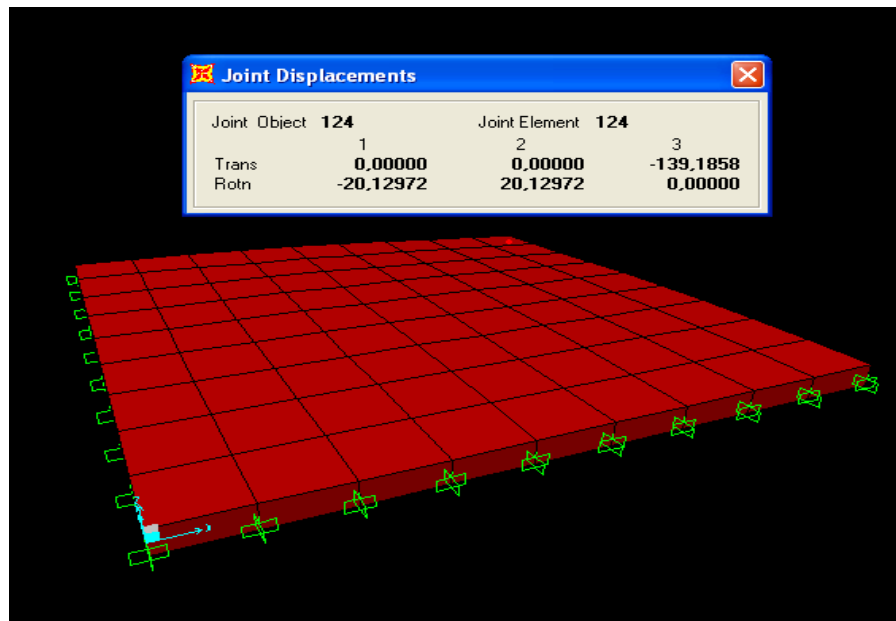 Joint Displacements
Joint Object 124 Joint Element 124
1 2 3
Trans 0,00000 0,00000 -139,1858
Rotn -20,12972 20,12972 0,00000